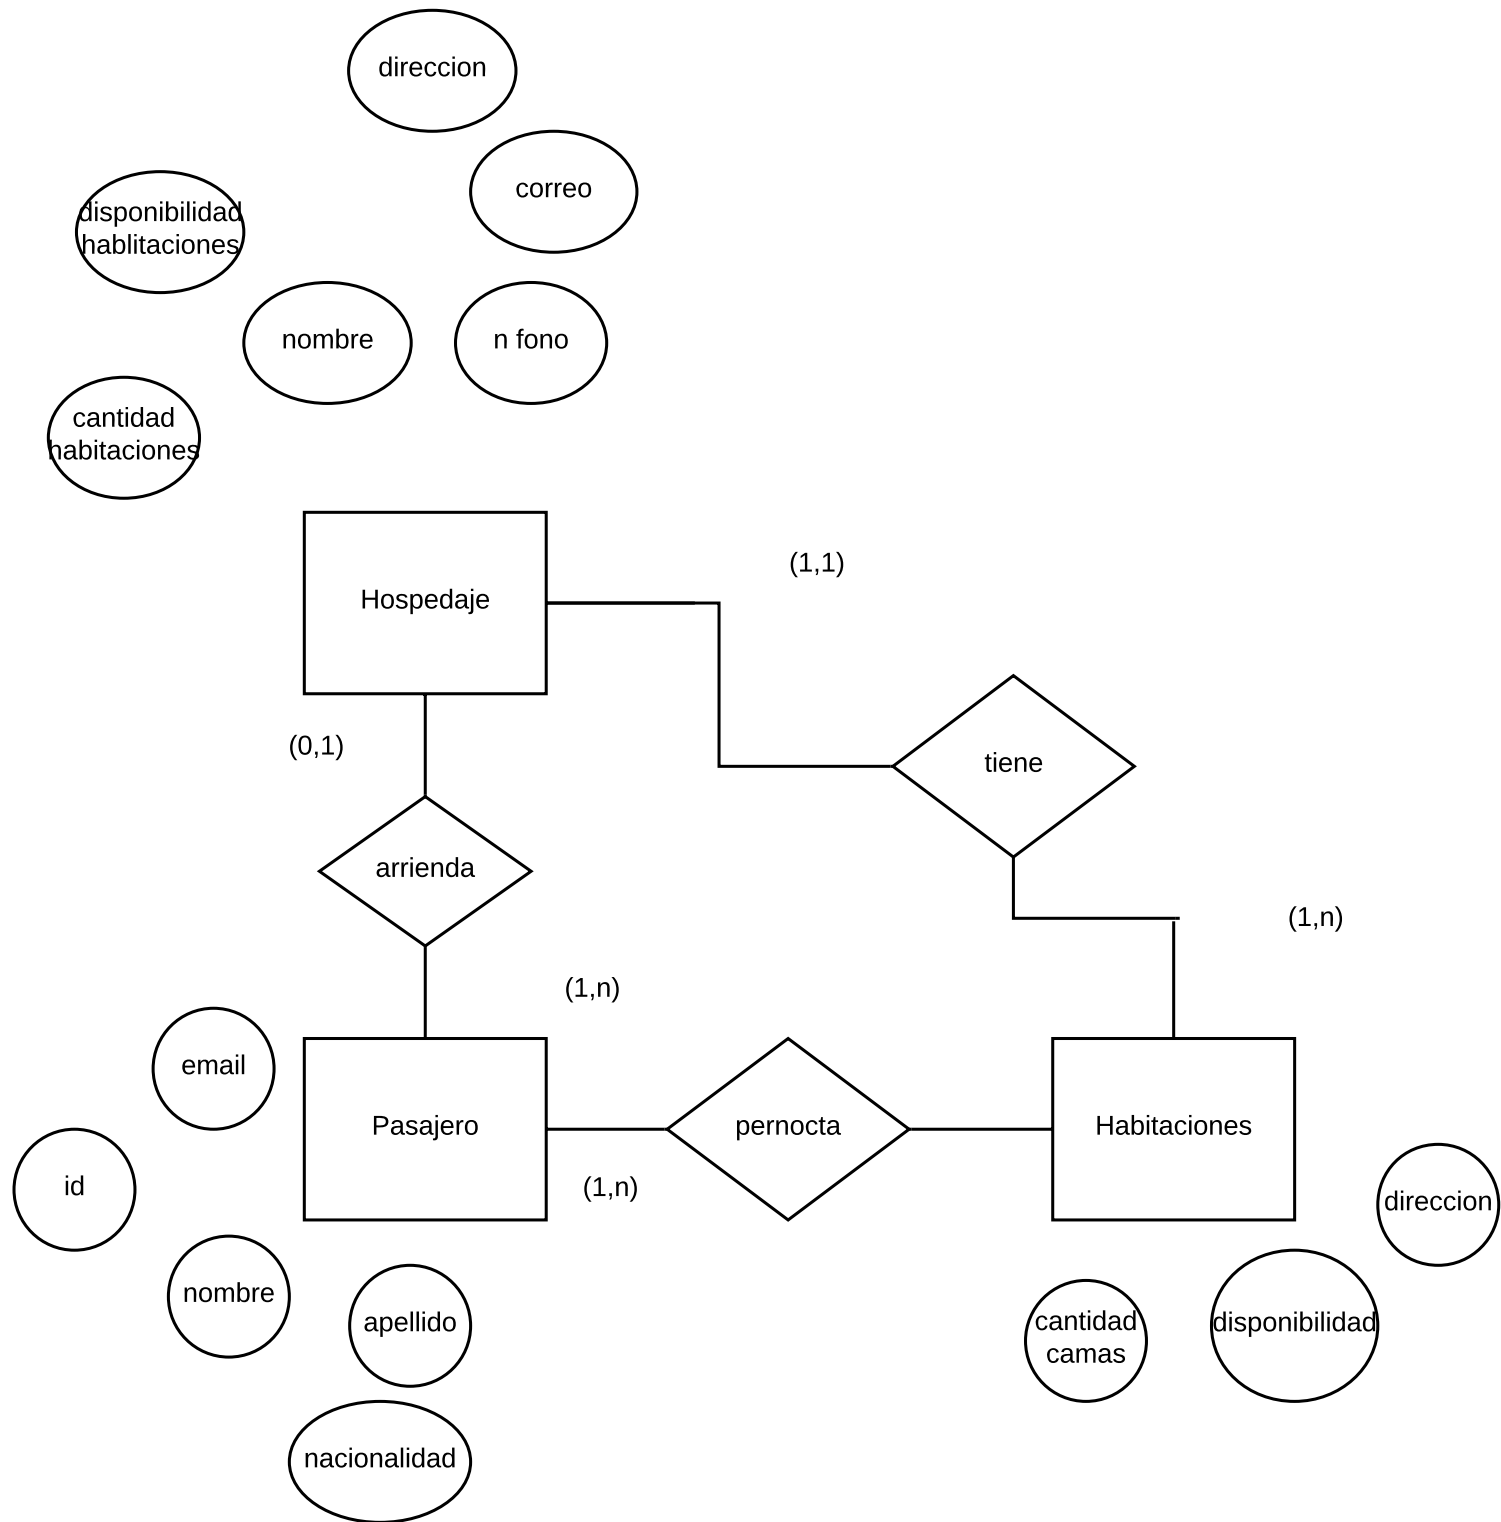 direccion
correo
disponibilidad
hablitaciones
nombre
n fono
cantidad
habitaciones
Hospedaje
(1,1)
(0,1)
tiene
arrienda
(1,n)
(1,n)
email
Pasajero
pernocta
Habitaciones
id
(1,n)
direccion
nombre
apellido
cantidad
camas
disponibilidad
nacionalidad